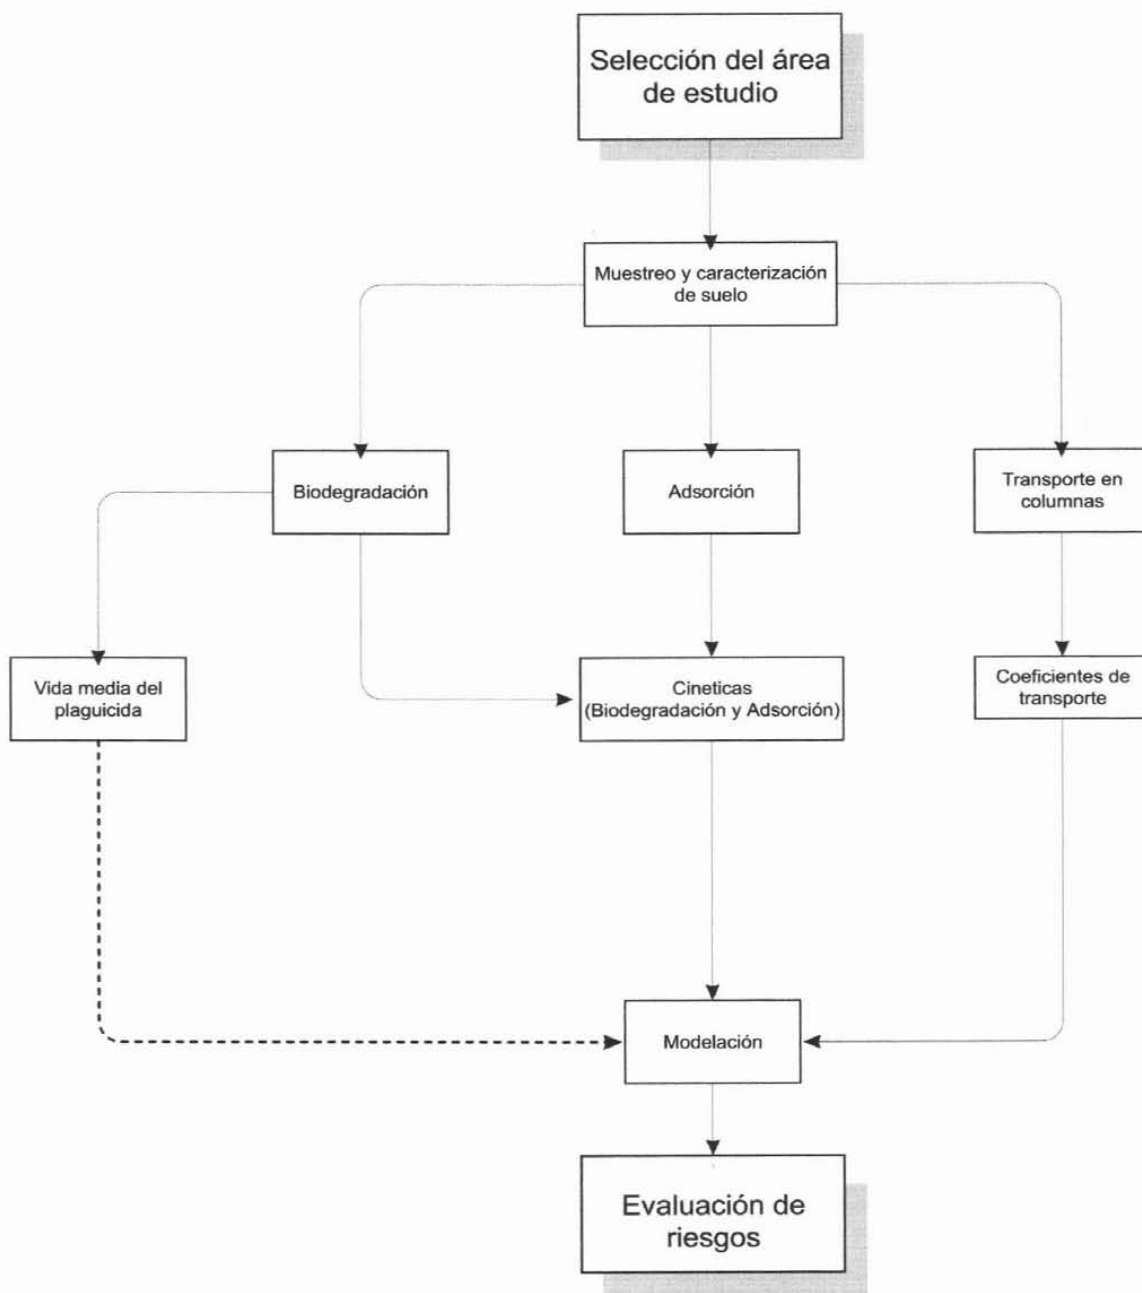 Selección del área
de estudio
Muestreo y caracterización
de suelo
Biodegradación
Adsorción
Transporte en
columnas
Vida media del
plaguicida
Cineticas
(Biodegradación y Adsorción)
Coeficientes de
transporte
Modelación
Evaluación de
riesgos